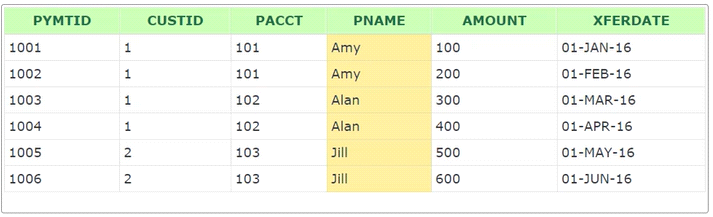 PYMTID CUSTID PACCT PNAME AMOUNT XFERDATE
1001 1 101 Amy 100 01-JAN-16
1002 1 101 Amy 200 01-FEB-16
1003 1 102 Alan 300 01-MAR-16
1004 1 102 Alan 400 01-APR-16
1005 2 103 Jill 500 01-MAY-16
1006 2 103 Jill 600 01-JUN-16